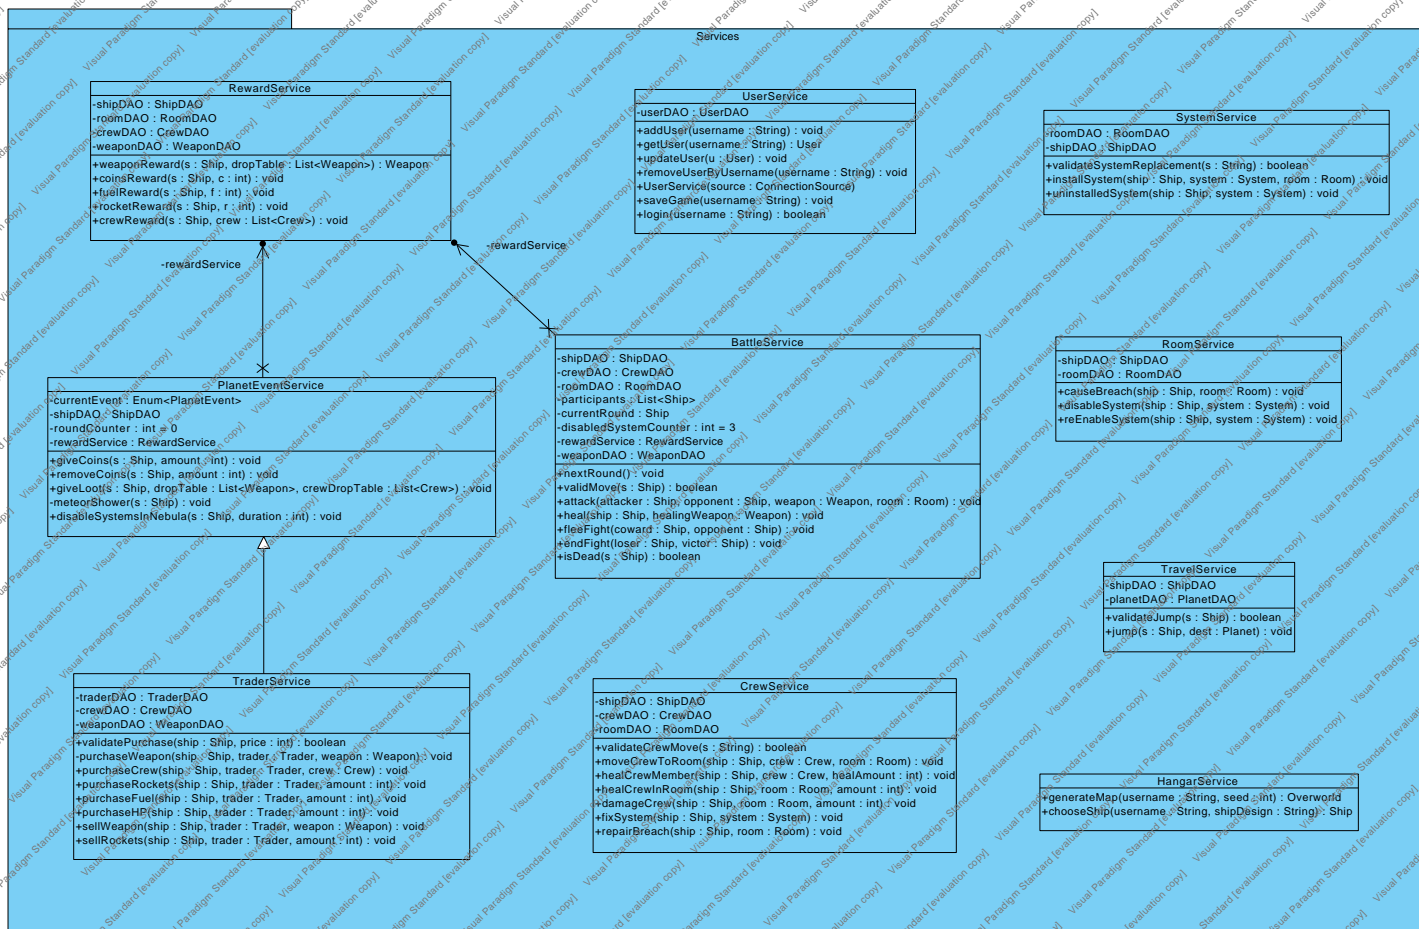 Services
RewardService
-shipDAO : ShipDAO
-roomDAO : RoomDAO
-crewDAO : CrewDAO
-weaponDAO : WeaponDAO
+weaponReward(s : Ship, dropTable : List<Weapon>) : Weapon
+coinsReward(s : Ship, c : int) : void
+fuelReward(s : Ship, f : int) : void
+rocketReward(s : Ship, r : int) : void
+crewReward(s : Ship, crew : List<Crew>) : void
UserService
-userDAO : UserDAO
+addUser(username : String) : void
+getUser(username : String) : User
+updateUser(u : User) : void
+removeUserByUsername(username : String) : void
+UserService(source : ConnectionSource)
+saveGame(username : String) : void
+login(username : String) : boolean
SystemService
-roomDAO : RoomDAO
-shipDAO : ShipDAO
+validateSystemReplacement(s : String) : boolean
+installSystem(ship : Ship, system : System, room : Room) : void
+uninstalledSystem(ship : Ship, system : System) : void
-rewardService
-rewardService
PlanetEventService
-currentEvent : Enum<PlanetEvent>
-shipDAO : ShipDAO
-roundCounter : int = 0
-rewardService : RewardService
+giveCoins(s : Ship, amount : int) : void
+removeCoins(s : Ship, amount : int) : void
+giveLoot(s : Ship, dropTable : List<Weapon>, crewDropTable : List<Crew>) : void
-meteorShower(s : Ship) : void
+disableSystemsInNebula(s : Ship, duration : int) : void
BattleService
-shipDAO : ShipDAO
-crewDAO : CrewDAO
-roomDAO : RoomDAO
-participants : List<Ship>
-currentRound : Ship
-disabledSystemCounter : int = 3
-rewardService : RewardService
-weaponDAO : WeaponDAO
+nextRound() : void
+validMove(s : Ship) : boolean
+attack(attacker : Ship, opponent : Ship, weapon : Weapon, room : Room) : void
+heal(ship : Ship, healingWeapon : Weapon) : void
+fleeFight(coward : Ship, opponent : Ship) : void
+endFight(loser : Ship, victor : Ship) : void
+isDead(s : Ship) : boolean
RoomService
-shipDAO : ShipDAO
-roomDAO : RoomDAO
+causeBreach(ship : Ship, room : Room) : void
+disableSystem(ship : Ship, system : System) : void
+reEnableSystem(ship : Ship, system : System) : void
TravelService
-shipDAO : ShipDAO
-planetDAO : PlanetDAO
+validateJump(s : Ship) : boolean
+jump(s : Ship, dest : Planet) : void
TraderService
-traderDAO : TraderDAO
-crewDAO : CrewDAO
-weaponDAO : WeaponDAO
+validatePurchase(ship : Ship, price : int) : boolean
-purchaseWeapon(ship : Ship, trader : Trader, weapon : Weapon) : void
+purchaseCrew(ship : Ship, trader : Trader, crew : Crew) : void
+purchaseRockets(ship : Ship, trader : Trader, amount : int) : void
+purchaseFuel(ship : Ship, trader : Trader, amount : int) : void
+purchaseHP(ship : Ship, trader : Trader, amount : int) : void
+sellWeapon(ship : Ship, trader : Trader, weapon : Weapon) : void
+sellRockets(ship : Ship, trader : Trader, amount : int) : void
CrewService
-shipDAO : ShipDAO
-crewDAO : CrewDAO
-roomDAO : RoomDAO
+validateCrewMove(s : String) : boolean
+moveCrewToRoom(ship : Ship, crew : Crew, room : Room) : void
+healCrewMember(ship : Ship, crew : Crew, healAmount : int) : void
+healCrewInRoom(ship : Ship, room : Room, amount : int) : void
+damageCrew(ship : Ship, room : Room, amount : int) : void
+fixSystem(ship : Ship, system : System) : void
+repairBreach(ship : Ship, room : Room) : void
HangarService
+generateMap(username : String, seed : int) : Overworld
+chooseShip(username : String, shipDesign : String) : Ship
Visual Paradigm Standard [evaluation copy]